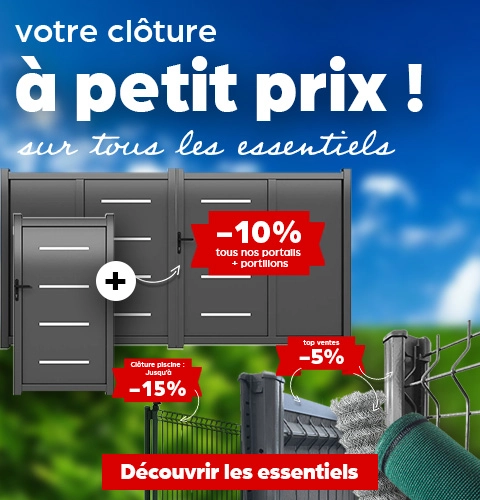 votre clôture
à petit prix !
sur tous les essentiels
–10%
tous nos portails
+ portillons
+
top ventes
–5%
Clôture piscine :
Jusqu'à
–15%
Découvrir les essentiels